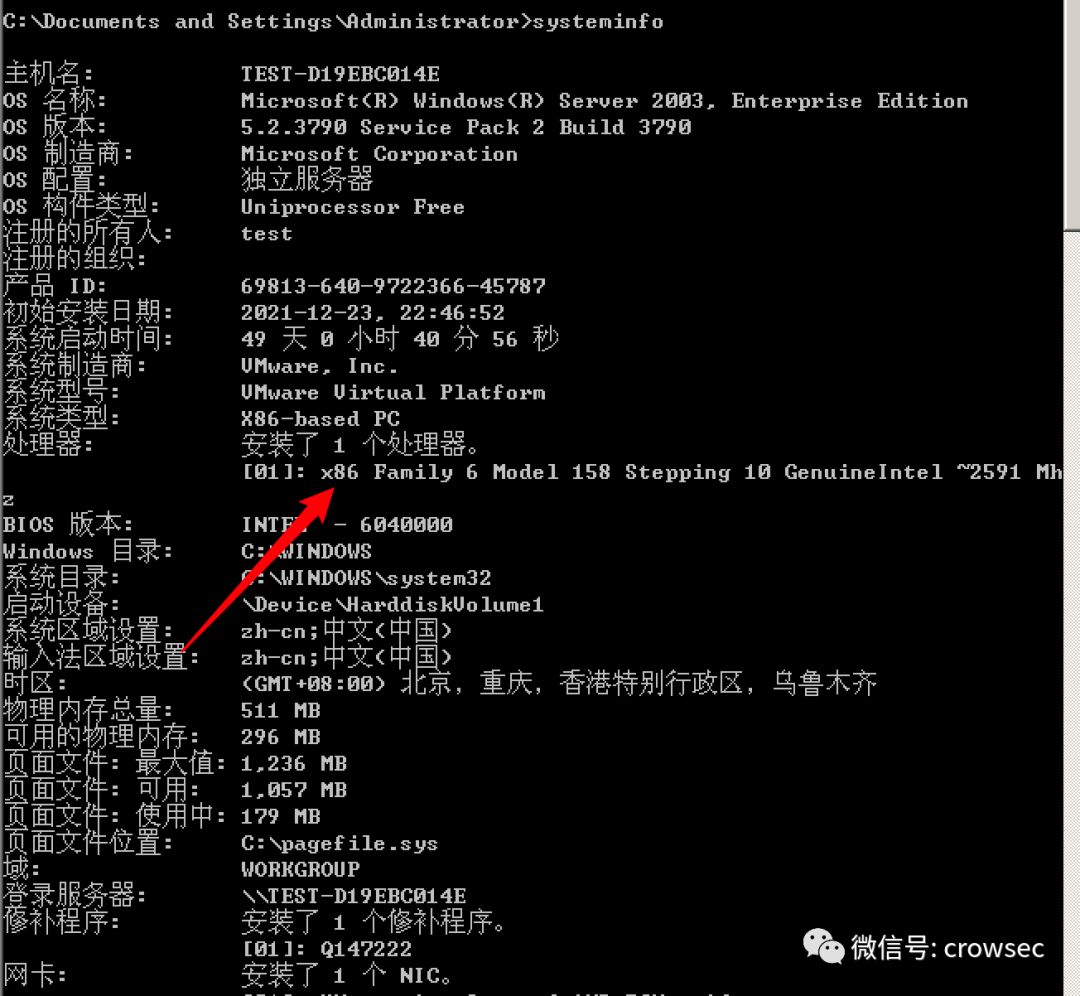 C:\Documents and Settings\Administrator>systeminfo
主机名: TEST-D19EBC014E
OS 名称: Microsoft(R) Windows(R) Server 2003, Enterprise Edition
OS 版本: 5.2.3790 Service Pack 2 Build 3790
OS 制造商: Microsoft Corporation
OS 配置: 独立服务器
OS 构件类型: Uniprocessor Free
注册的所有人: test
注册的组织:
产品 ID: 69813-640-9722366-45787
初始安装日期: 2021-12-23, 22:46:52
系统启动时间: 49 天 0 小时 40 分 56 秒
系统制造商: VMware, Inc.
系统型号: VMware Virtual Platform
系统类型: X86-based PC
处理器: 安装了 1 个处理器。
[01]: x86 Family 6 Model 158 Stepping 10 GenuineIntel ~2591 Mh
z
BIOS 版本: INTEL - 6040000
Windows 目录: C:\WINDOWS
系统目录: C:\WINDOWS\system32
启动设备: \Device\HarddiskVolume1
系统区域设置: zh-cn;中文(中国)
输入法区域设置: zh-cn;中文(中国)
时区: (GMT+08:00) 北京, 重庆, 香港特别行政区, 乌鲁木齐
物理内存总量: 511 MB
可用的物理内存: 296 MB
页面文件: 最大值: 1,236 MB
页面文件: 可用: 1,057 MB
页面文件: 使用中: 179 MB
页面文件位置: C:\pagefile.sys
域: WORKGROUP
登录服务器: \\TEST-D19EBC014E
修补程序: 安装了 1 个修补程序。
[01]: Q147222
网卡: 安装了 1 个 NIC。
微信号: crowsec